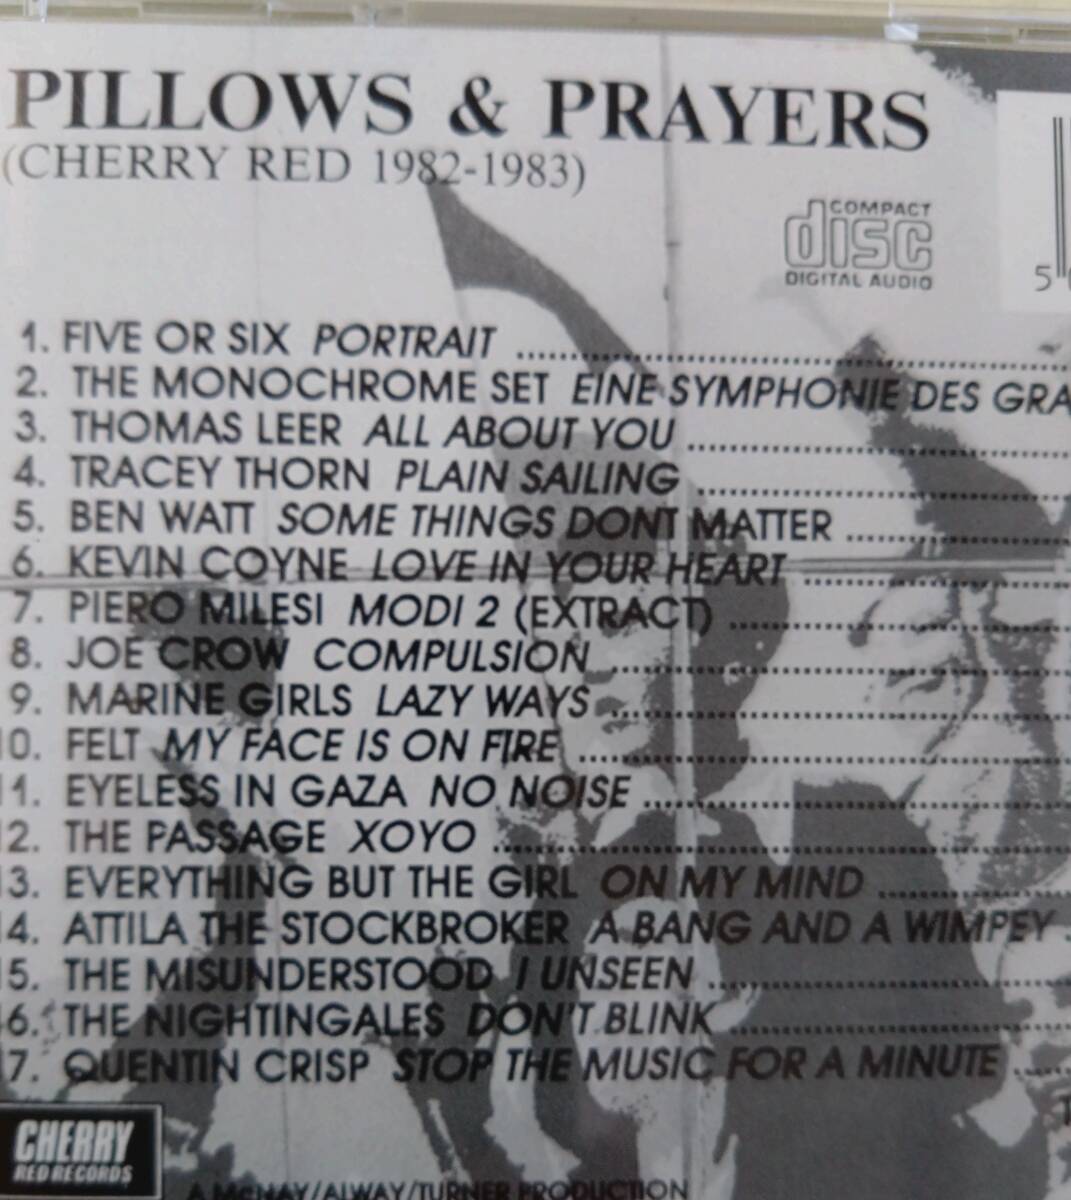 PILLOWS & PRAYERS
(CHERRY RED 1982-1983)
COMPACT
disc
DIGITAL AUDIO
5
1. FIVE OR SIX PORTRAIT
2. THE MONOCHROME SET EINE SYMPHONIE DES GRA
3. THOMAS LEER ALL ABOUT YOU
4. TRACEY THORN PLAIN SAILING
5. BEN WATT SOME THINGS DONT MATTER
6. KEVIN COYNE LOVE IN YOUR HEART
7. PIERO MILESI MODI 2 (EXTRACT)
8. JOE CROW COMPULSION
9. MARINE GIRLS LAZY WAYS
10. FELT MY FACE IS ON FIRE
11. EYELESS IN GAZA NO NOISE
12. THE PASSAGE XOYO
13. EVERYTHING BUT THE GIRL ON MY MIND
14. ATTILA THE STOCKBROKER A BANG AND A WIMPEY
15. THE MISUNDERSTOOD I UNSEEN
16. THE NIGHTINGALES DON'T BLINK
17. QUENTIN CRISP STOP THE MUSIC FOR A MINUTE
CHERRY
RED RECORDS
A McNAY/ALWAY/TURNER PRODUCTION